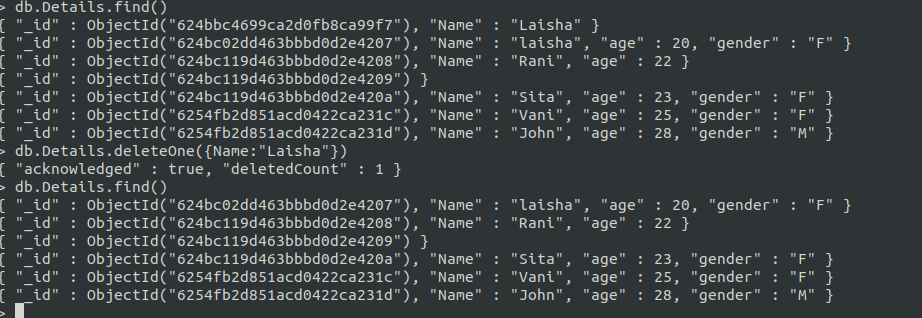 > db.Details.find()
{ "_id" : ObjectId("624bbc4699ca2d0fb8ca99f7"), "Name" : "Laisha" }
{ "_id" : ObjectId("624bc02dd463bbbd0d2e4207"), "Name" : "laisha", "age" : 20, "gender" : "F" }
{ "_id" : ObjectId("624bc119d463bbbd0d2e4208"), "Name" : "Rani", "age" : 22 }
{ "_id" : ObjectId("624bc119d463bbbd0d2e4209") }
{ "_id" : ObjectId("624bc119d463bbbd0d2e420a"), "Name" : "Sita", "age" : 23, "gender" : "F" }
{ "_id" : ObjectId("6254fb2d851acd0422ca231c"), "Name" : "Vani", "age" : 25, "gender" : "F" }
{ "_id" : ObjectId("6254fb2d851acd0422ca231d"), "Name" : "John", "age" : 28, "gender" : "M" }
> db.Details.deleteOne({Name:"Laisha"})
{ "acknowledged" : true, "deletedCount" : 1 }
> db.Details.find()
{ "_id" : ObjectId("624bc02dd463bbbd0d2e4207"), "Name" : "laisha", "age" : 20, "gender" : "F" }
{ "_id" : ObjectId("624bc119d463bbbd0d2e4208"), "Name" : "Rani", "age" : 22 }
{ "_id" : ObjectId("624bc119d463bbbd0d2e4209") }
{ "_id" : ObjectId("624bc119d463bbbd0d2e420a"), "Name" : "Sita", "age" : 23, "gender" : "F" }
{ "_id" : ObjectId("6254fb2d851acd0422ca231c"), "Name" : "Vani", "age" : 25, "gender" : "F" }
{ "_id" : ObjectId("6254fb2d851acd0422ca231d"), "Name" : "John", "age" : 28, "gender" : "M" }
>